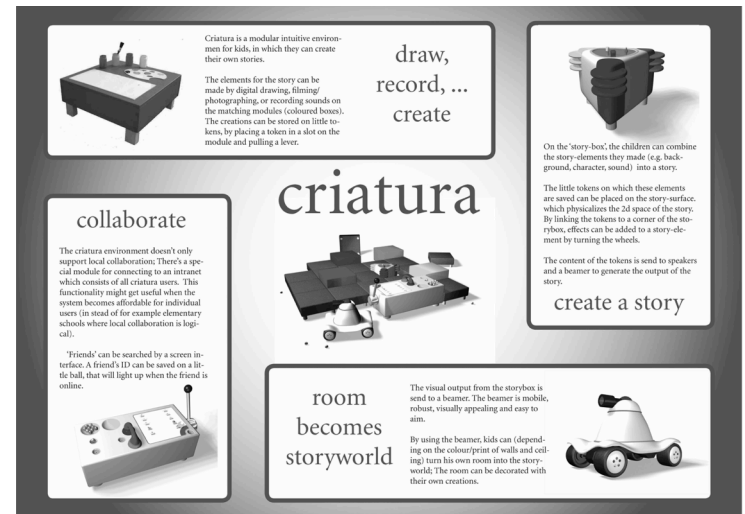 Criatura is a modular intuitive environ-
men for kids, in which they can create
their own stories.
The elements for the story can be
made by digital drawing, filming/
photographing, or recording sounds on
the matching modules (coloured boxes).
The creations can be stored on little to-
kens, by placing a token in a slot on the
module and pulling a lever.
draw,
record, ...
create
On the 'story-box', the children can combine
the story-elements they made (e.g. back-
ground, character, sound) into a story.
The little tokens on which these elements
are saved can be placed on the story-surface.
which physicalizes the 2d space of the story.
By linking the tokens to a corner of the sto-
rybox, effects can be added to a story-ele-
ment by turning the wheels.
The content of the tokens is send to speakers
and a beamer to generate the output of the
story.
create a story
criatura
collaborate
The criatura environment doesn't only
support local collaboration; There's a spe-
cial module for connecting to an intranet
which consists of all criatura users. This
functionality might get useful when the
system becomes affordable for individual
users (in stead of for example elementary
schools where local collaboration is logi-
cal).
'Friends' can be searched by a screen in-
terface. A friend's ID can be saved on a lit-
tle ball, that will light up when the friend is
online.
room
becomes
storyworld
The visual output from the storybox is
send to a beamer. The beamer is mobile,
robust, visually appealing and easy to
aim.
By using the beamer, kids can (depend-
ing on the colour/print of walls and ceil-
ing) turn his own room into the story-
world; The room can be decorated with
their own creations.